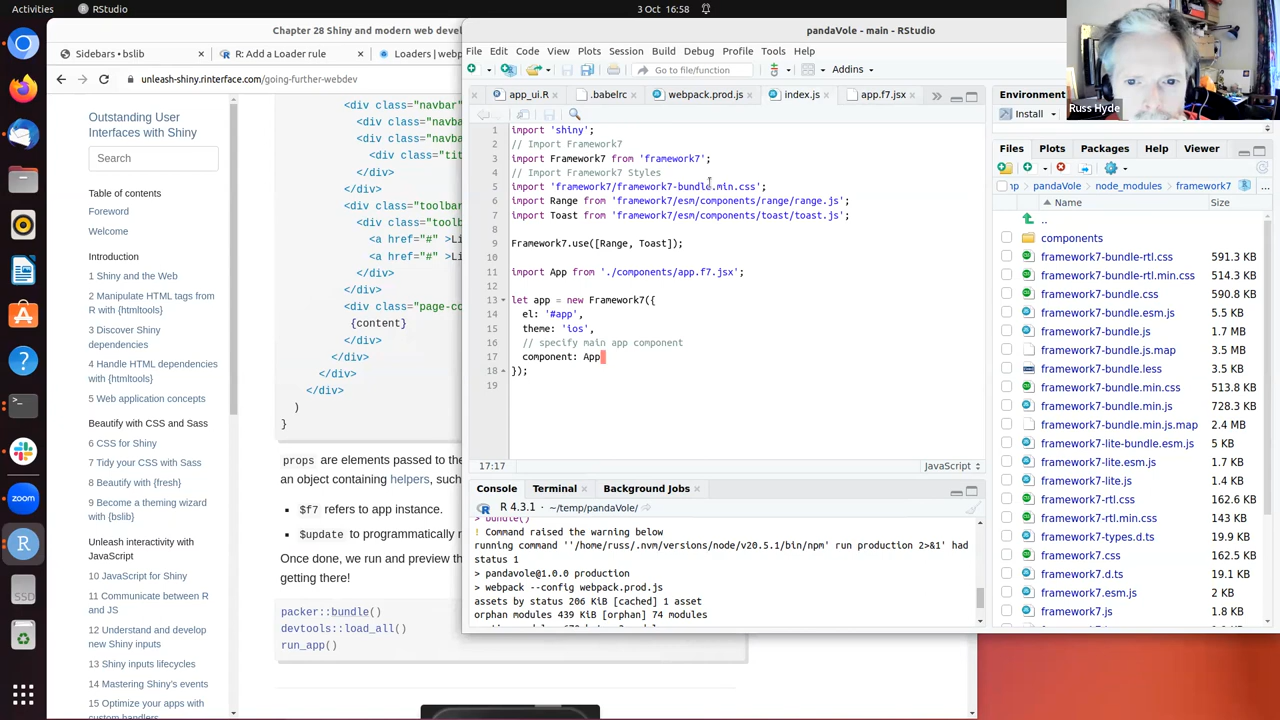 Activities
RStudio
3 Oct 16:58
Chapter 28 Shiny and modern web devel
Sidebars • bslib
R: Add a Loader rule
Loaders | webp
unleash-shiny.rinterface.com/going-further-webdev
Outstanding User
Interfaces with Shiny
Search
Table of contents
Foreword
Welcome
Introduction
1 Shiny and the Web
2 Manipulate HTML tags from
R with {htmltools}
3 Discover Shiny
dependencies
4 Handle HTML dependencies
with {htmltools}
5 Web application concepts
Beautify with CSS and Sass
6 CSS for Shiny
7 Tidy your CSS with Sass
8 Beautify with {fresh}
9 Become a theming wizard
with {bslib}
Unleash interactivity with
JavaScript
10 JavaScript for Shiny
11 Communicate between R
and JS
12 Understand and develop
new Shiny inputs
13 Shiny inputs lifecycles
14 Mastering Shiny's events
15 Optimize your apps with
custom handlers
<div class="navbar"
<div class="navba
<div class="navba
<div class="tit
</div>
</div>
<div class="toolbar
<div class="toolb
<a href="#" >Li
<a href="#" >Li
</div>
</div>
<div class="page-co
{content}
</div>
</div>
</div>
</div>
)
}
props are elements passed to the
an object containing helpers, such
$f7 refers to app instance.
$update to programmatically r
Once done, we run and preview the
getting there!
packer::bundle()
devtools::load_all()
run_app()
pandaVole - main - RStudio
File Edit Code View Plots Session Build Debug Profile Tools Help
Go to file/function
Addins
app_ui.R
.babelrc
webpack.prod.js
index.js
app.f7.jsx
1 import 'shiny';
2 // Import Framework7
3 import Framework7 from 'framework7';
4 // Import Framework7 Styles
5 import 'framework7/framework7-bundle.min.css';
6 import Range from 'framework7/esm/components/range/range.js';
7 import Toast from 'framework7/esm/components/toast/toast.js';
8
9 Framework7.use([Range, Toast]);
10
11 import App from './components/app.f7.jsx';
12
13 let app = new Framework7({
14 el: '#app',
15 theme: 'ios',
16 // specify main app component
17 component: App
18 });
19
17:17
JavaScript
Console
Terminal
Background Jobs
R 4.3.1 · ~/temp/pandaVole/
> bundle()
! Command raised the warning below
running command ''/home/russ/.nvm/versions/node/v20.5.1/bin/npm' run production 2>&1' had
status 1
> pandavole@1.0.0 production
> webpack --config webpack.prod.js
assets by status 206 KiB [cached] 1 asset
orphan modules 439 KiB [orphan] 74 modules
Russ Hyde
Environment
Install
Files Plots Packages Help Viewer
pandaVole
node_modules
framework7
...
Name
Size
..
components
framework7-bundle-rtl.css 591.3 KB
framework7-bundle-rtl.min.css 514.3 KB
framework7-bundle.css 590.8 KB
framework7-bundle.esm.js 5.5 KB
framework7-bundle.js 1.7 MB
framework7-bundle.js.map 3.5 MB
framework7-bundle.less 3.5 KB
framework7-bundle.min.css 513.8 KB
framework7-bundle.min.js 728.3 KB
framework7-bundle.min.js.map 2.4 MB
framework7-lite-bundle.esm.js 5 KB
framework7-lite.esm.js 1.7 KB
framework7-lite.js 1.4 KB
framework7-rtl.css 162.6 KB
framework7-rtl.min.css 143 KB
framework7-types.d.ts 19.9 KB
framework7.css 162.5 KB
framework7.d.ts 19.1 KB
framework7.esm.js 2 KB
framework7.js 1.8 KB
zoom
R
SSD